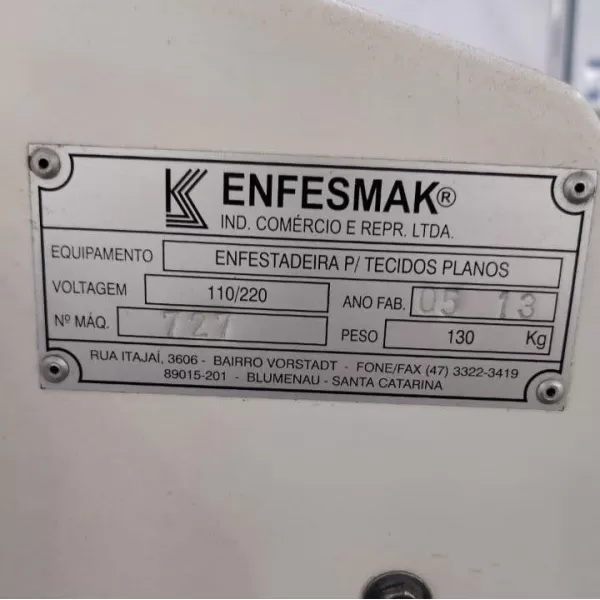 ENFESMAK®
IND. COMÉRCIO E REPR. LTDA.
EQUIPAMENTO ENFESTADEIRA P/ TECIDOS PLANOS
VOLTAGEM 110/220 ANO FAB. 05 13
Nº MÁQ. 727 PESO 130 Kg
RUA ITAJAÍ, 3606 - BAIRRO VORSTADT - FONE/FAX (47) 3322-3419
89015-201 - BLUMENAU - SANTA CATARINA